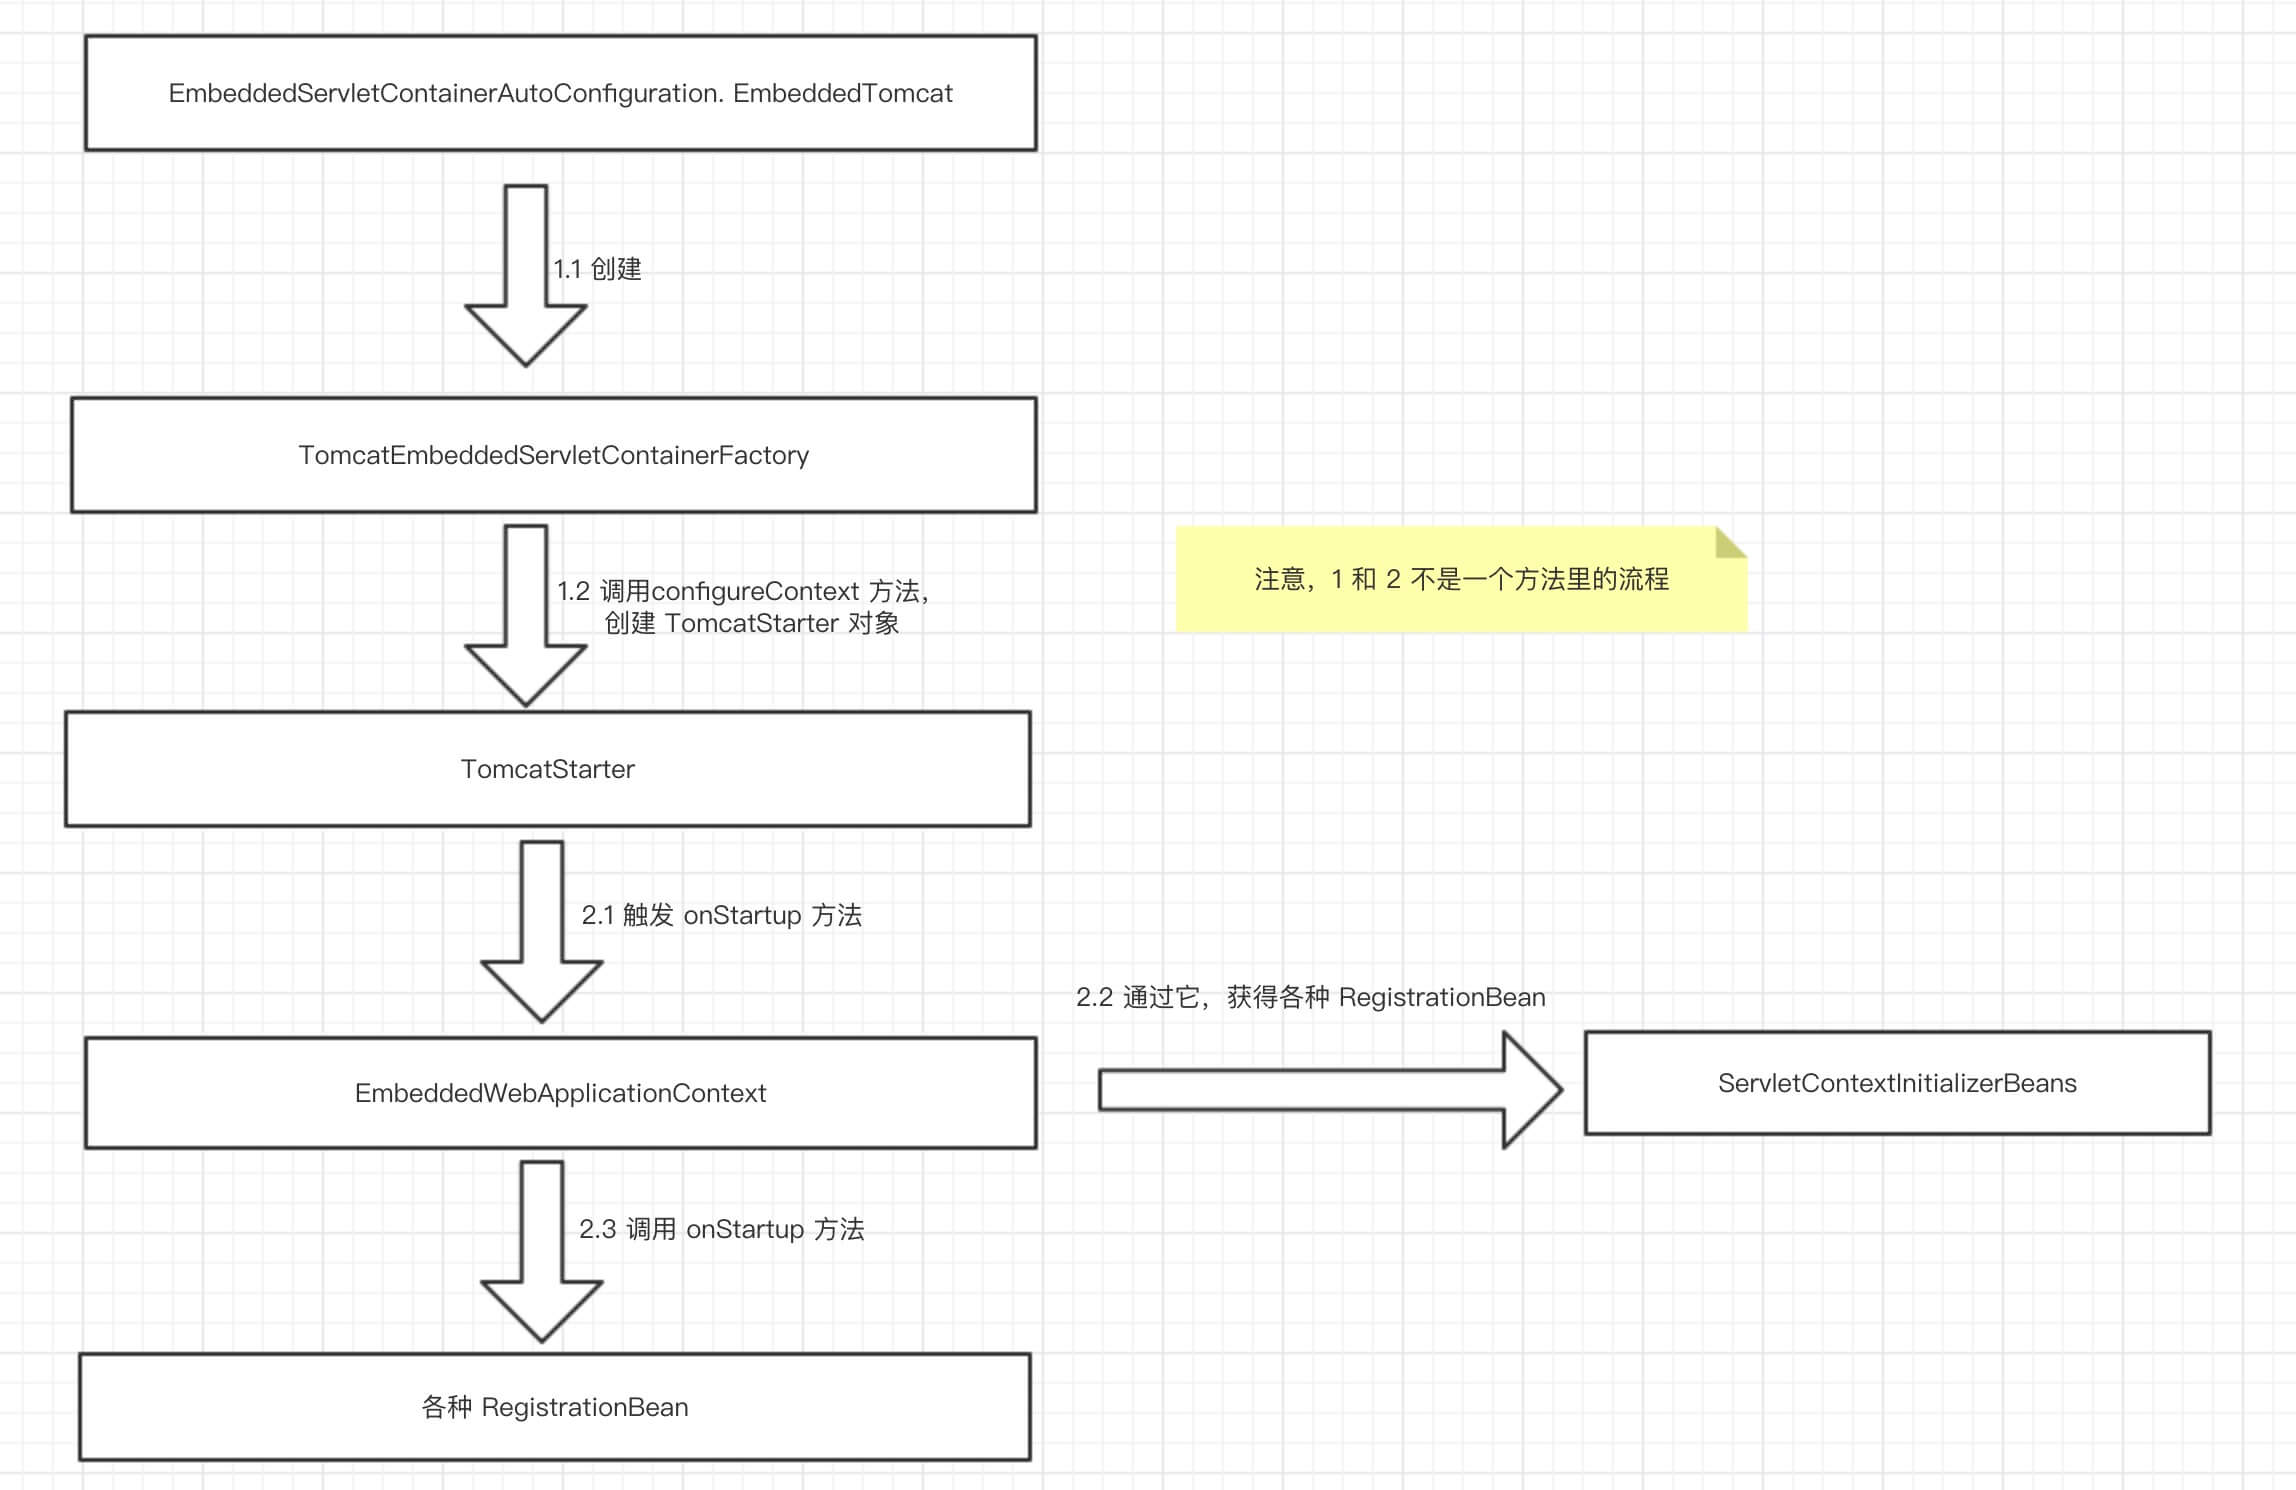 EmbeddedServletContainerAutoConfiguration. EmbeddedTomcat
1.1 创建
TomcatEmbeddedServletContainerFactory
1.2 调用configureContext 方法，
创建 TomcatStarter 对象
注意，1 和 2 不是一个方法里的流程
TomcatStarter
2.1 触发 onStartup 方法
2.2 通过它，获得各种 RegistrationBean
EmbeddedWebApplicationContext
ServletContextInitializerBeans
2.3 调用 onStartup 方法
各种 RegistrationBean